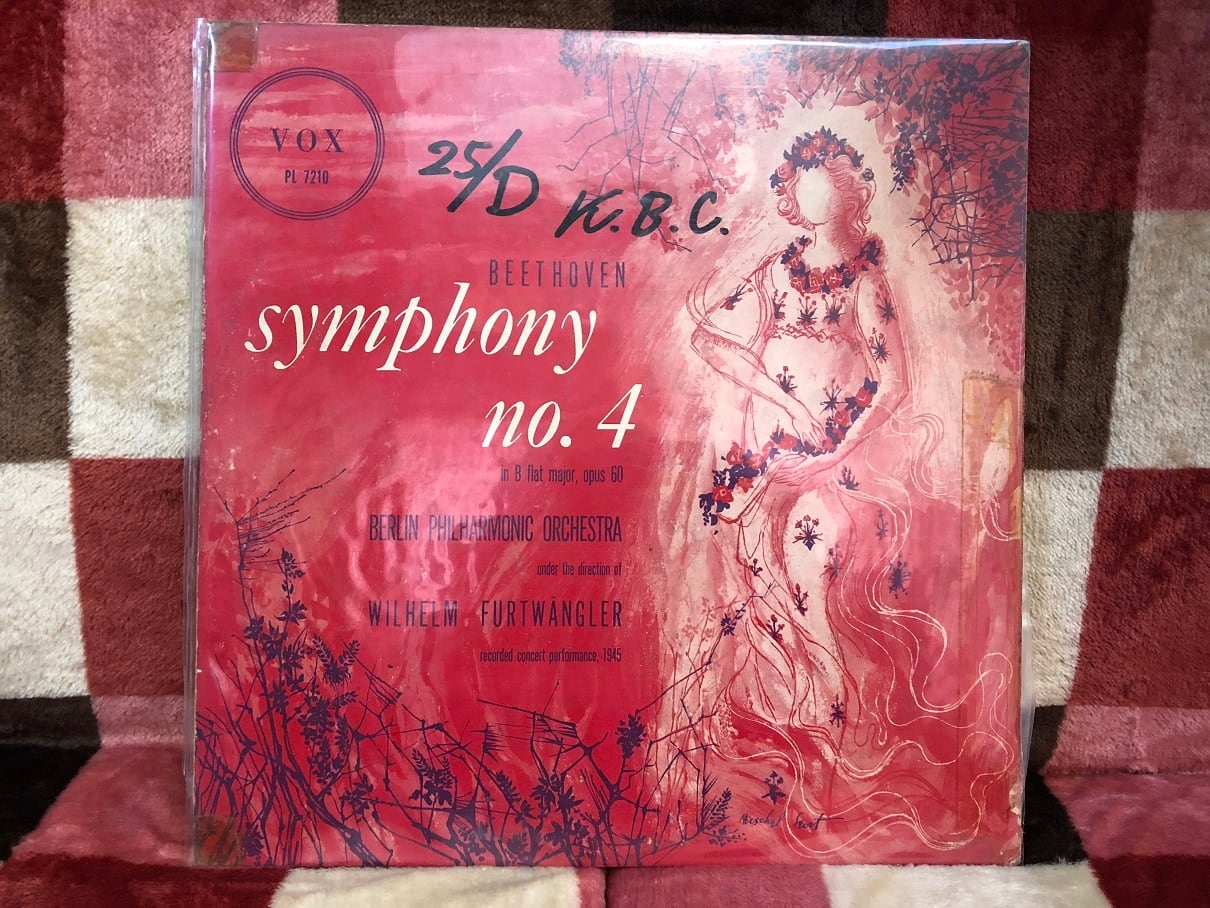 VOX
PL 7210
25/D K.B.C.
BEETHOVEN
symphony
no. 4
in B flat major, opus 60
BERLIN PHILHARMONIC ORCHESTRA
under the direction of
WILHELM FURTWÄNGLER
recorded concert performance, 1945